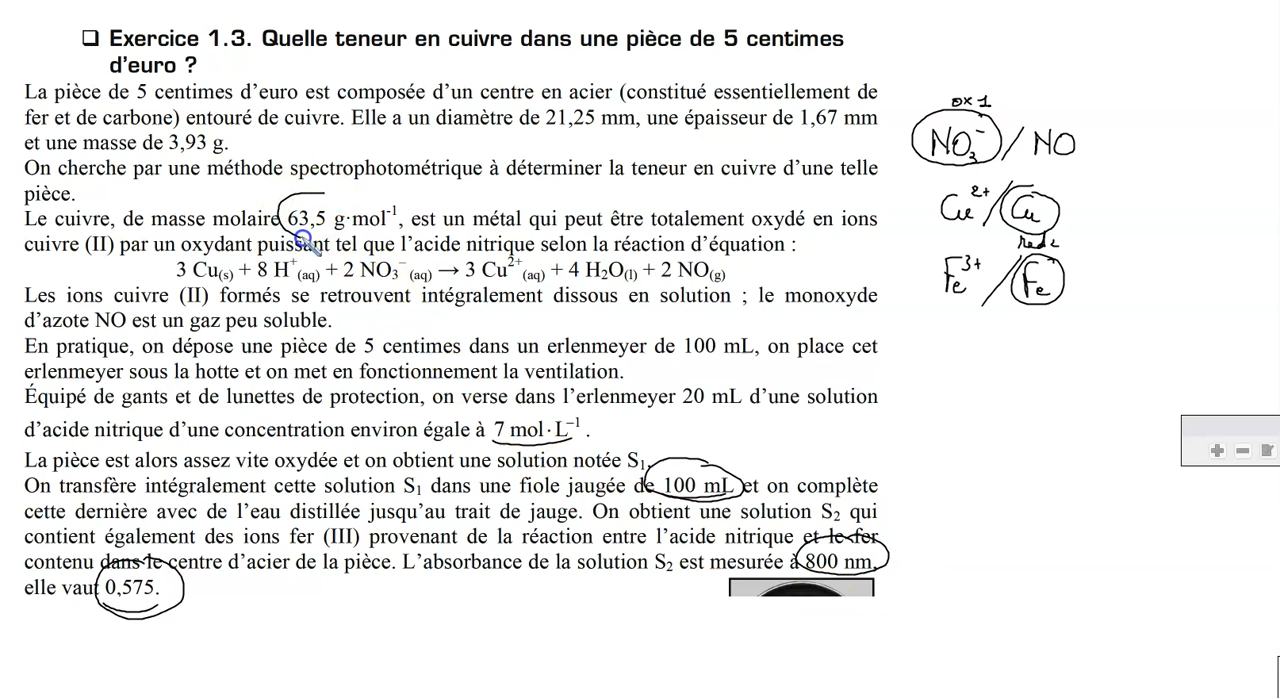 ❑ Exercice 1.3. Quelle teneur en cuivre dans une pièce de 5 centimes
d’euro ?
La pièce de 5 centimes d’euro est composée d’un centre en acier (constitué essentiellement de
fer et de carbone) entouré de cuivre. Elle a un diamètre de 21,25 mm, une épaisseur de 1,67 mm
et une masse de 3,93 g.
On cherche par une méthode spectrophotométrique à déterminer la teneur en cuivre d’une telle
pièce.
Le cuivre, de masse molaire 63,5 g·mol⁻¹, est un métal qui peut être totalement oxydé en ions
cuivre (II) par un oxydant puissant tel que l’acide nitrique selon la réaction d’équation :
3 Cu(s) + 8 H⁺(aq) + 2 NO₃⁻(aq) → 3 Cu²⁺(aq) + 4 H₂O(l) + 2 NO(g)
Les ions cuivre (II) formés se retrouvent intégralement dissous en solution ; le monoxyde
d’azote NO est un gaz peu soluble.
En pratique, on dépose une pièce de 5 centimes dans un erlenmeyer de 100 mL, on place cet
erlenmeyer sous la hotte et on met en fonctionnement la ventilation.
Équipé de gants et de lunettes de protection, on verse dans l’erlenmeyer 20 mL d’une solution
d’acide nitrique d’une concentration environ égale à 7 mol·L⁻¹ .
La pièce est alors assez vite oxydée et on obtient une solution notée S₁.
On transfère intégralement cette solution S₁ dans une fiole jaugée de 100 mL et on complète
cette dernière avec de l’eau distillée jusqu’au trait de jauge. On obtient une solution S₂ qui
contient également des ions fer (III) provenant de la réaction entre l’acide nitrique et le fer
contenu dans le centre d’acier de la pièce. L’absorbance de la solution S₂ est mesurée à 800 nm,
elle vaut 0,575.
ox 1
NO₃⁻ / NO
Cu²⁺ / Cu
red 2
Fe³⁺ / Fe